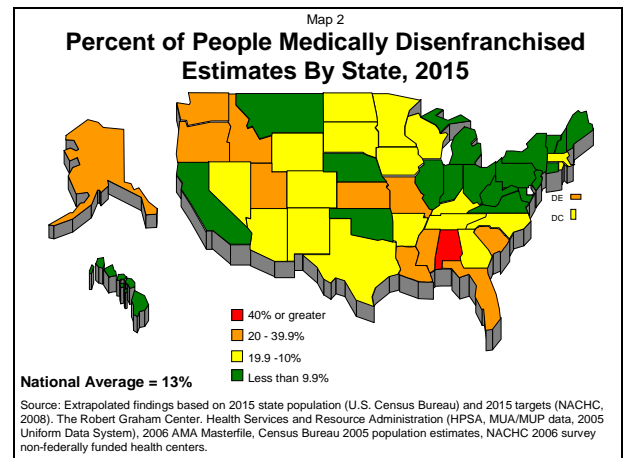 Map 2
Percent of People Medically Disenfranchised
Estimates By State, 2015
DE
DC
40% or greater
20 - 39.9%
19.9 -10%
Less than 9.9%
National Average = 13%
Source: Extrapolated findings based on 2015 state population (U.S. Census Bureau) and 2015 targets (NACHC,
2008). The Robert Graham Center. Health Services and Resource Administration (HPSA, MUA/MUP data, 2005
Uniform Data System), 2006 AMA Masterfile, Census Bureau 2005 population estimates, NACHC 2006 survey
non-federally funded health centers.